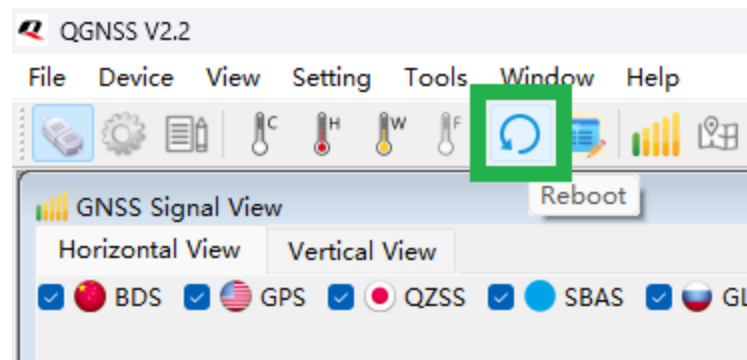 QGNSS V2.2
File Device View Setting Tools Window Help
C H W F
Reboot
GNSS Signal View
Horizontal View Vertical View
BDS GPS QZSS SBAS GL